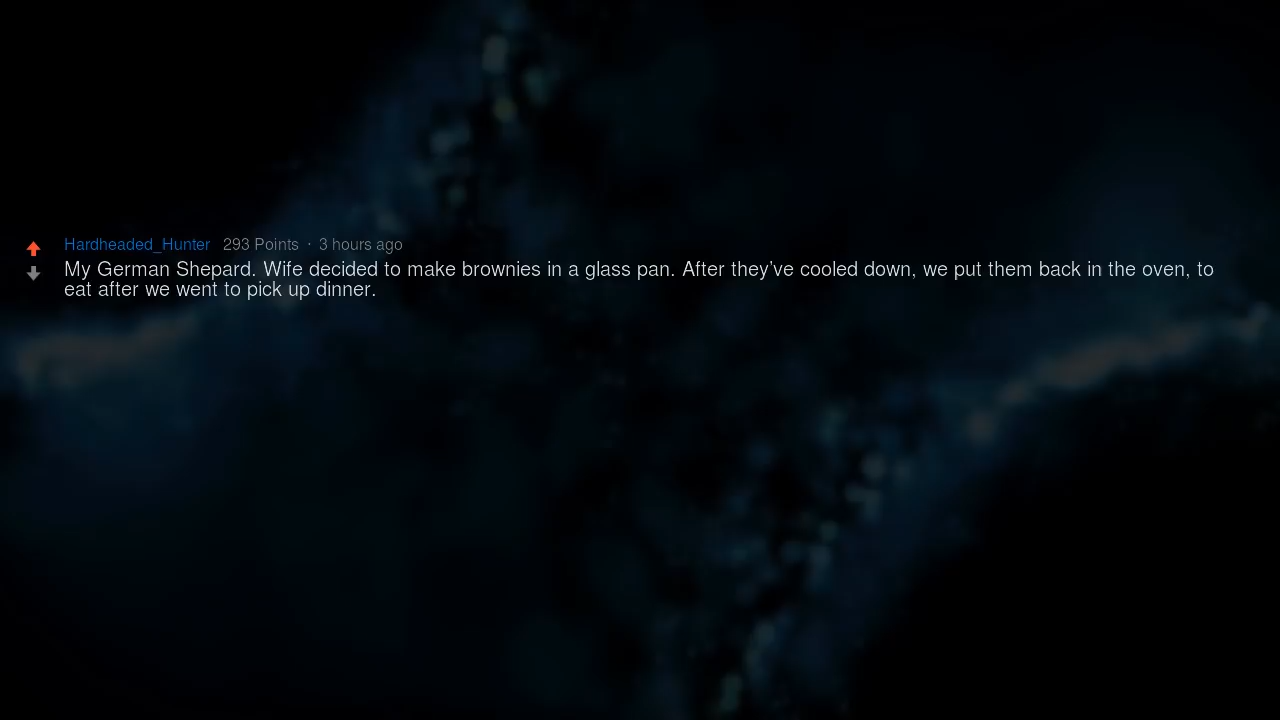 Hardheaded_Hunter 293 Points · 3 hours ago
My German Shepard. Wife decided to make brownies in a glass pan. After they've cooled down, we put them back in the oven, to
eat after we went to pick up dinner.